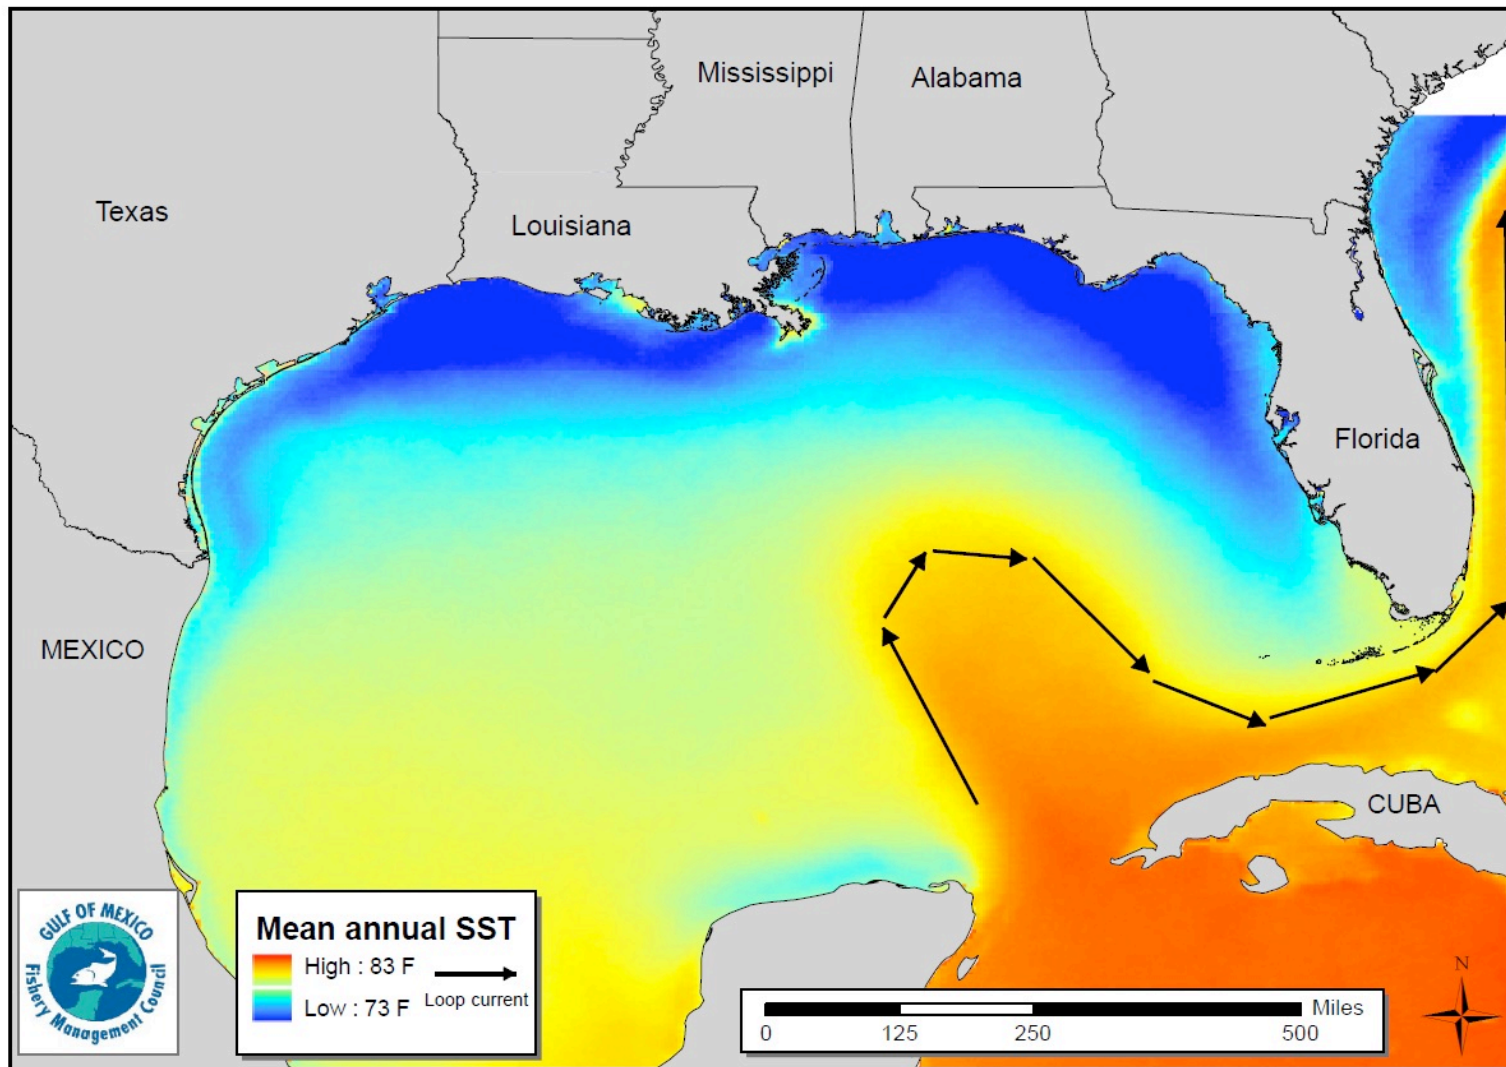 Mississippi
Alabama
Texas
Louisiana
Florida
MEXICO
CUBA
GULF OF MEXICO
Fishery Management Council
Mean annual SST
High : 83 F
Low : 73 F
Loop current
Miles
0 125 250 500
N